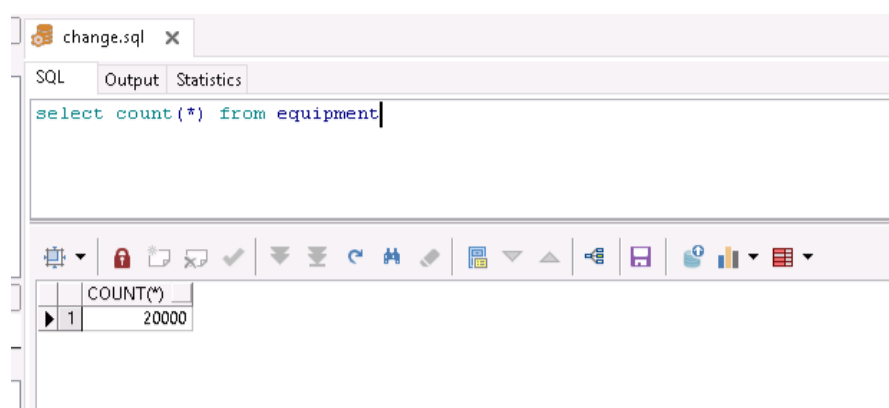 change.sql
SQL Output Statistics
select count(*) from equipment
COUNT(*)
1 20000